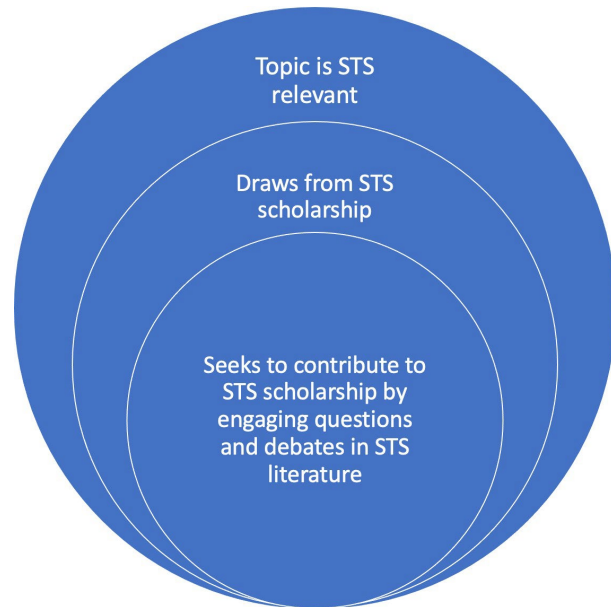 Topic is STS
relevant
Draws from STS
scholarship
Seeks to contribute to
STS scholarship by
engaging questions
and debates in STS
literature